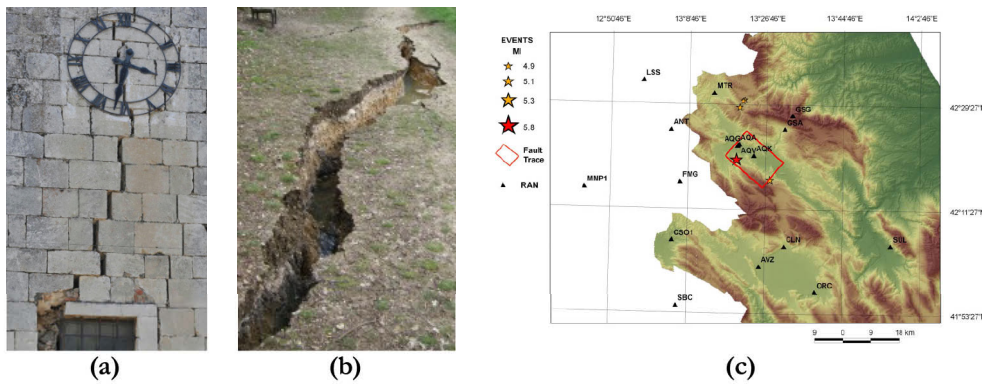 12°50'46"E 13°8'46"E 13°26'46"E 13°44'46"E 14°2'46"E
EVENTS
Ml
4.9
5.1
5.3
5.8
Fault
Trace
RAN
LSS
MTR
GSG
GSA
ANT
AQG AQA
AQV AQK
FMG
MNP1
CSO1
CLN
SUL
AVZ
ORC
SBC
42°29'27"
42°11'27"
41°53'27"
9 0 9 18 km
(a) (b) (c)